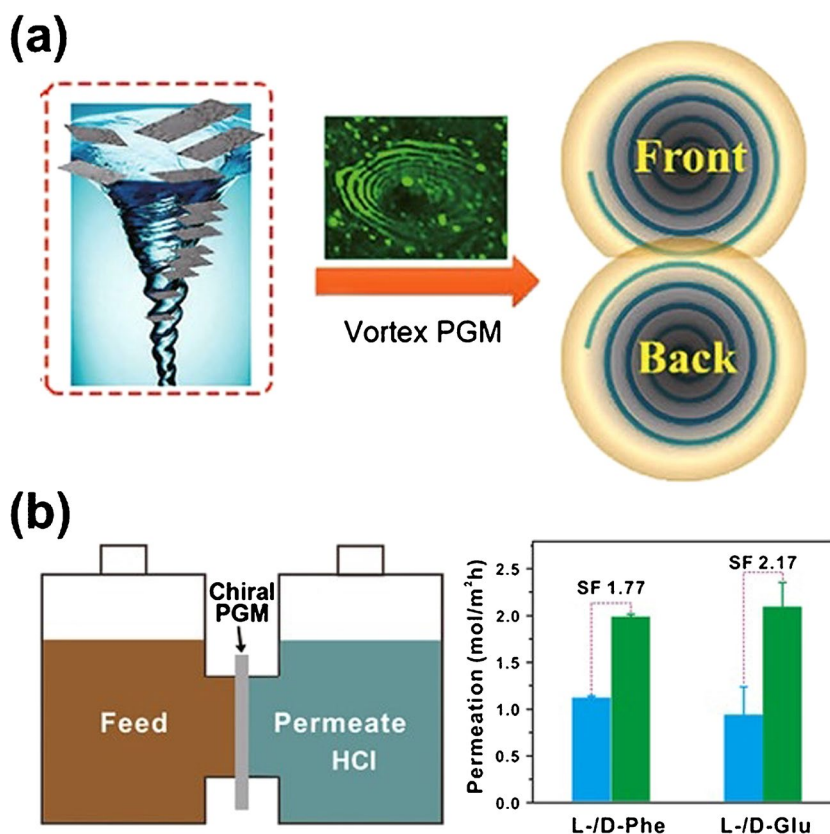 (a)
Front
Vortex PGM
Back
(b)
Chiral
PGM
Feed
Permeate
HCl
Permeation (mol/m²h)
2.5
2.0
1.5
1.0
0.5
0.0
SF 1.77
SF 2.17
L-/D-Phe
L-/D-Glu